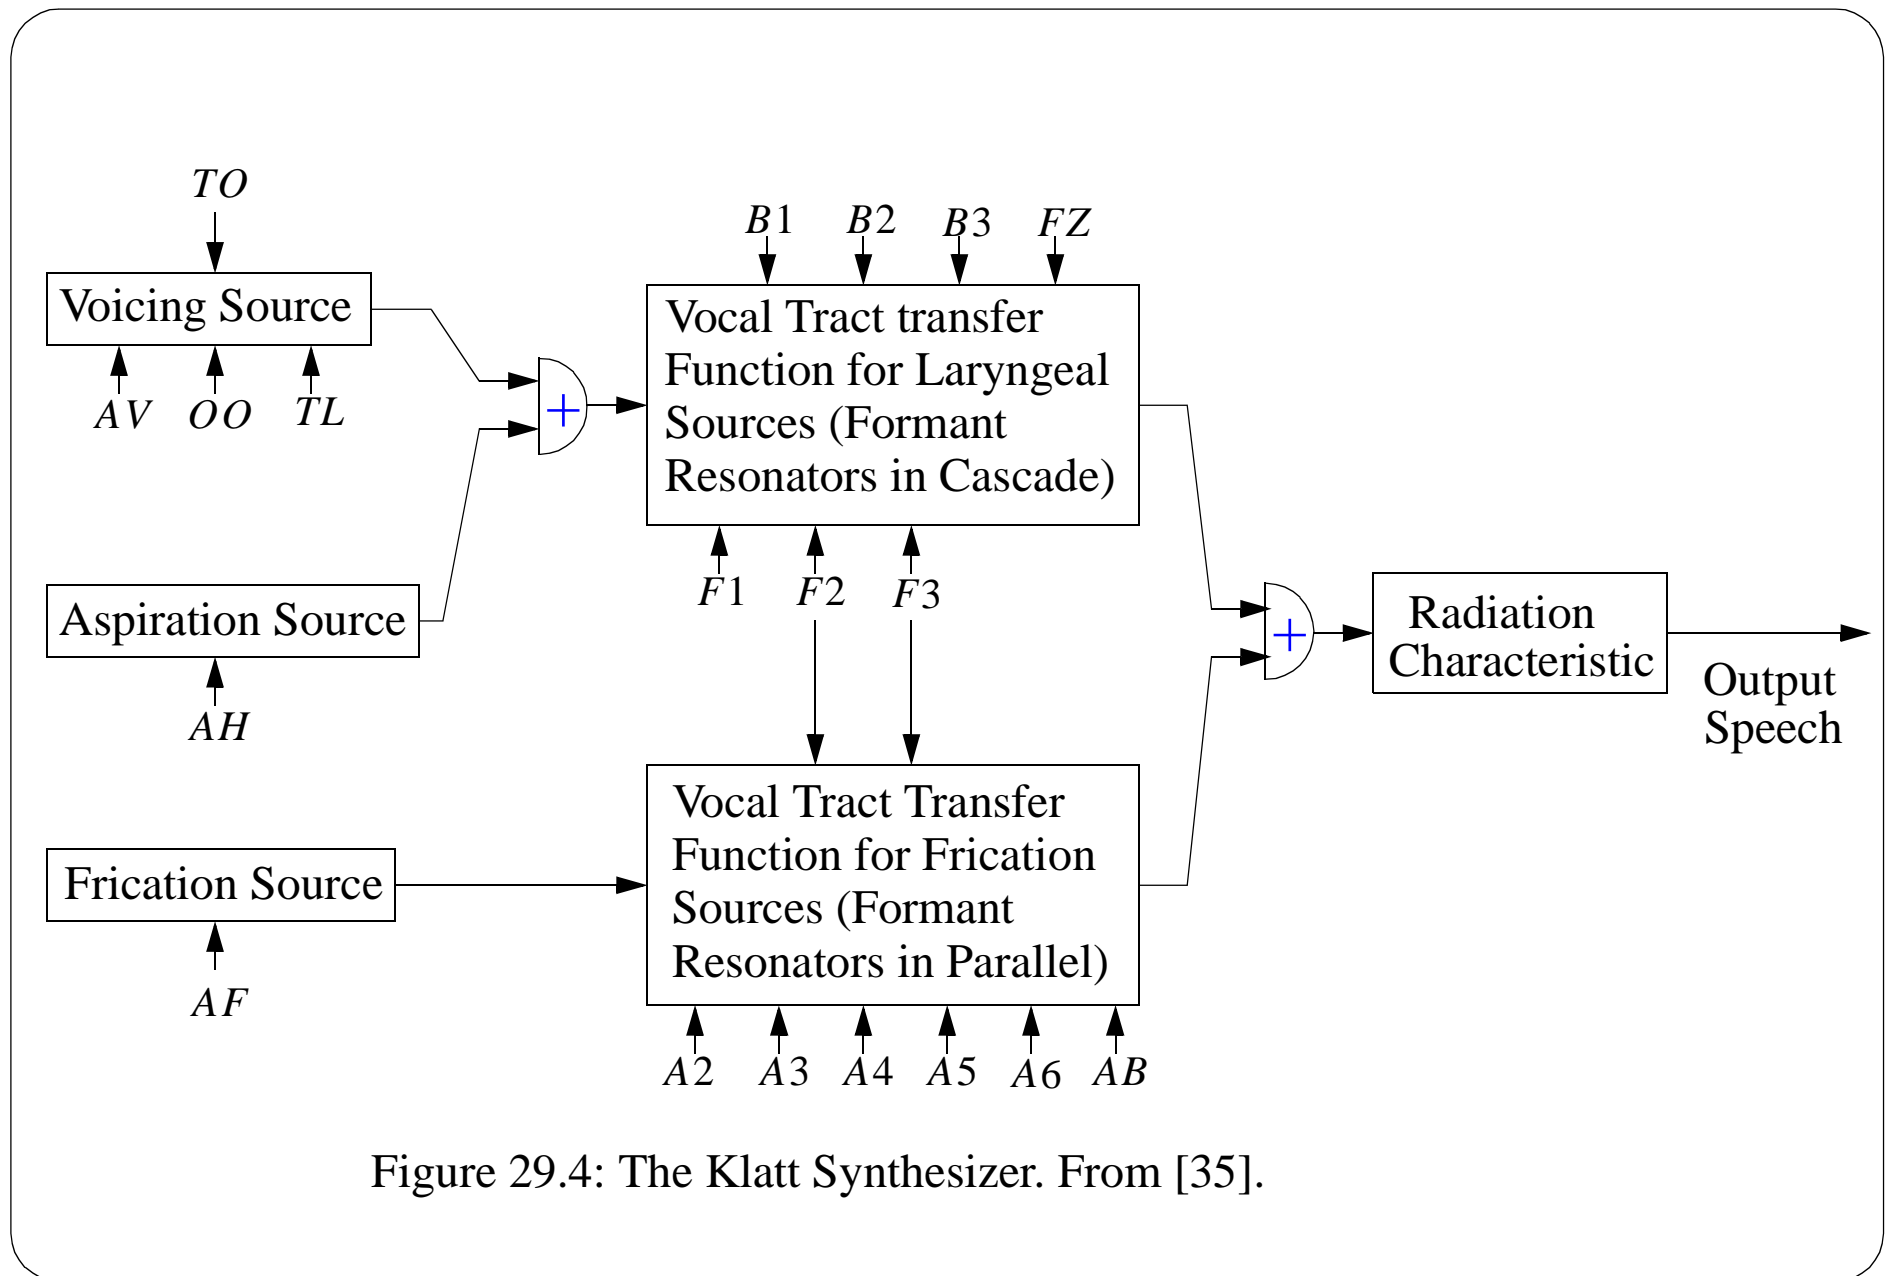 TO
B1 B2 B3 FZ
Voicing Source
AV OO TL
+
Vocal Tract transfer
Function for Laryngeal
Sources (Formant
Resonators in Cascade)
F1 F2 F3
Aspiration Source
AH
+
Radiation
Characteristic
Output
Speech
Vocal Tract Transfer
Function for Frication
Sources (Formant
Resonators in Parallel)
Frication Source
AF
A2 A3 A4 A5 A6 AB
Figure 29.4: The Klatt Synthesizer. From [35].